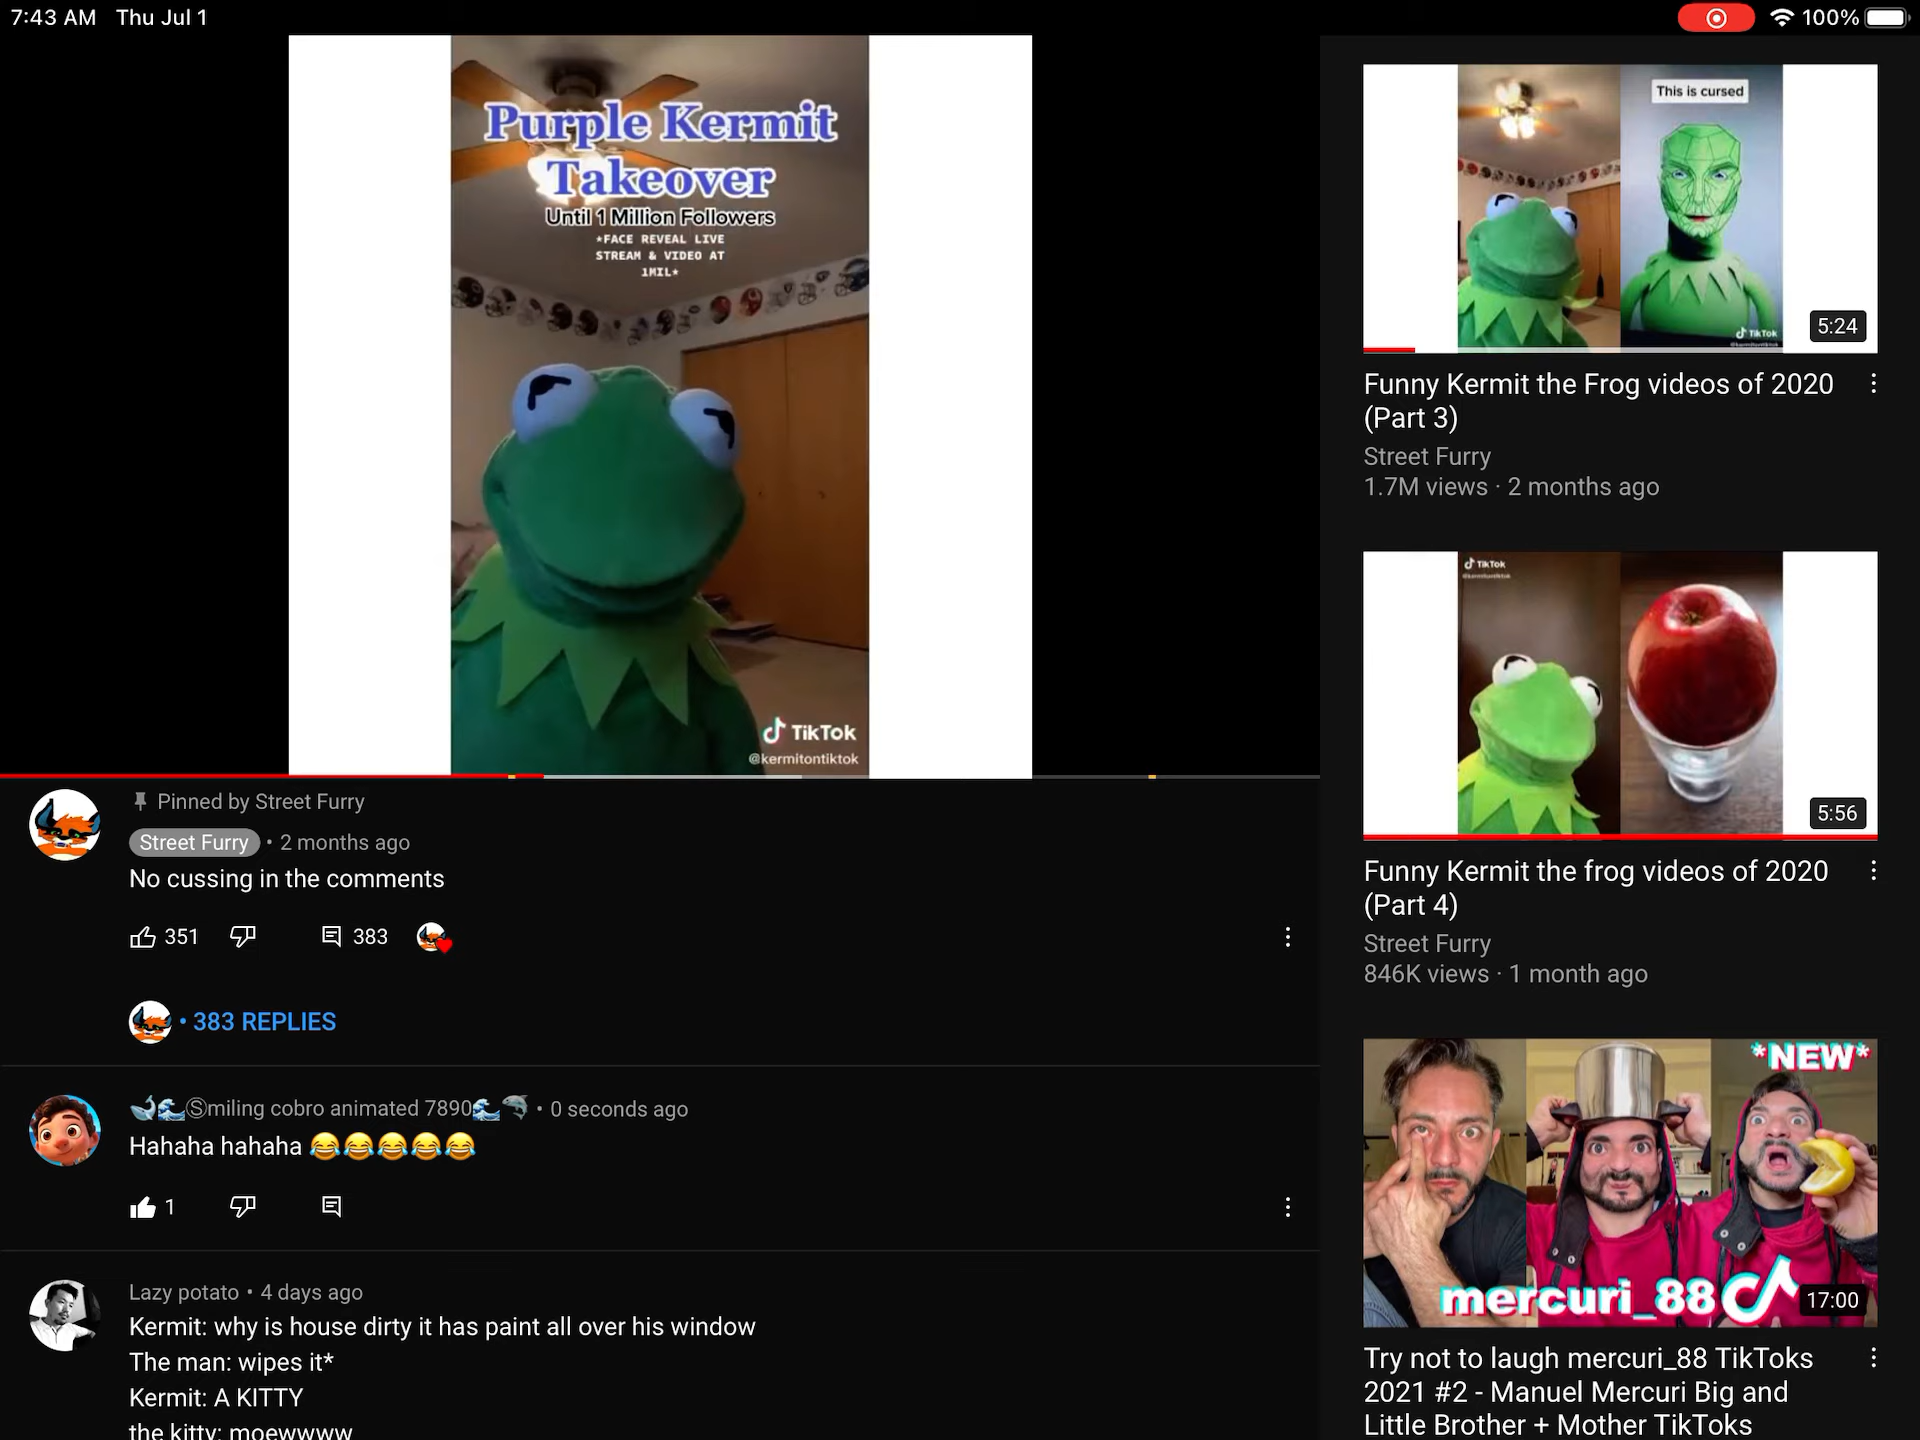 7:43 AM Thu Jul 1
100%
Purple Kermit
Takeover
Until 1 Million Followers
*FACE REVEAL LIVE
STREAM & VIDEO AT
1MIL*
TikTok
@kermitontiktok
Pinned by Street Furry
Street Furry • 2 months ago
No cussing in the comments
351
383
• 383 REPLIES
🐋🌊Ⓢmiling cobro animated 7890🌊🐬 • 0 seconds ago
Hahaha hahaha 😂😂😂😂😂
1
Lazy potato • 4 days ago
Kermit: why is house dirty it has paint all over his window
The man: wipes it*
Kermit: A KITTY
the kitty: moewwww
This is cursed
TikTok
@kermitontiktok
5:24
Funny Kermit the Frog videos of 2020
(Part 3)
Street Furry
1.7M views · 2 months ago
TikTok
@kermitontiktok
5:56
Funny Kermit the frog videos of 2020
(Part 4)
Street Furry
846K views · 1 month ago
*NEW*
mercuri_88
17:00
Try not to laugh mercuri_88 TikToks
2021 #2 - Manuel Mercuri Big and
Little Brother + Mother TikToks